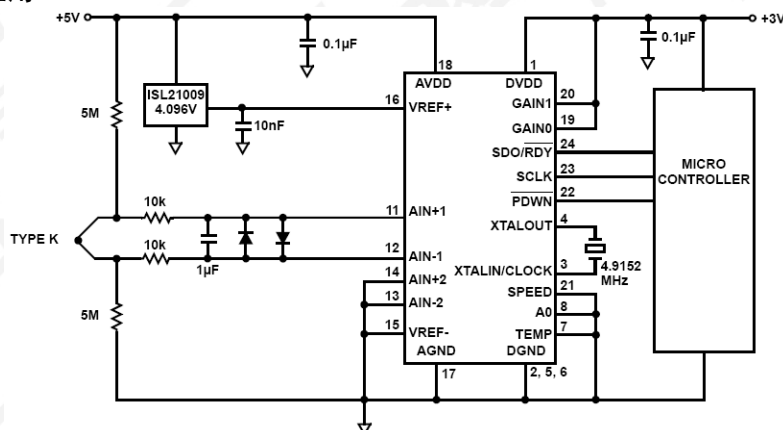 +5V
+3V
0.1µF
0.1µF
18
1
AVDD
DVDD
ISL21009
4.096V
16
VREF+
GAIN1
20
5M
10nF
GAIN0
19
SDO/RDY
24
MICRO
CONTROLLER
SCLK
23
10k
PDWN
22
11
AIN+1
XTALOUT
4
TYPE K
10k
1µF
12
AIN-1
14
AIN+2
XTALIN/CLOCK
3
4.9152
MHz
13
AIN-2
SPEED
21
5M
A0
8
15
VREF-
TEMP
7
AGND
DGND
17
2, 5, 6